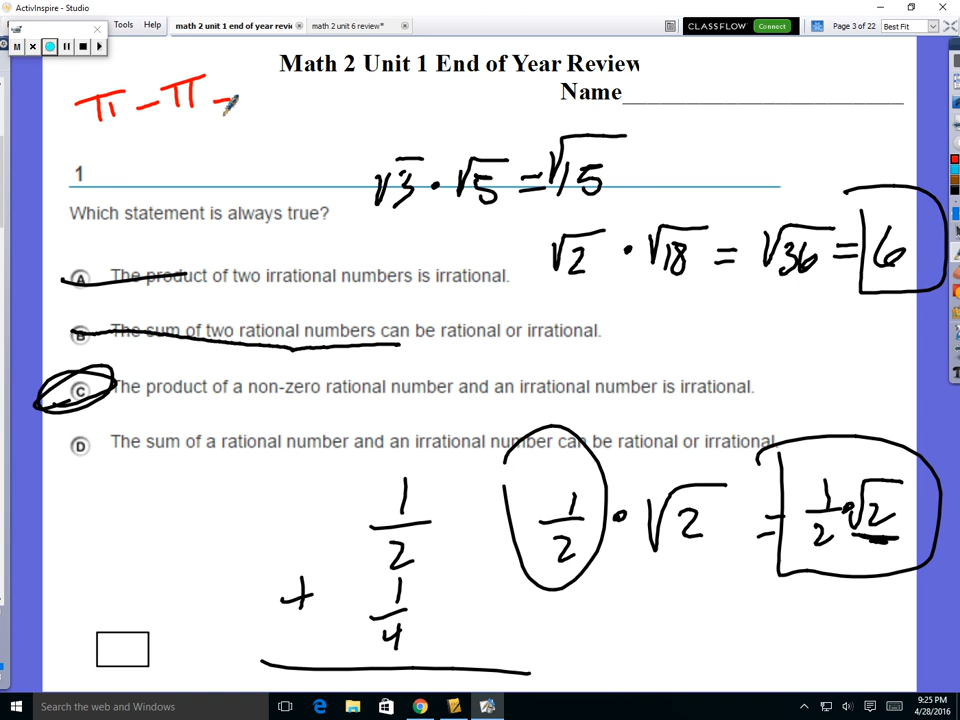 ActivInspire - Studio
Tools Help math 2 unit 1 end of year revie math 2 unit 6 review* CLASSFLOW Connect Page 3 of 22 Best Fit
M
Math 2 Unit 1 End of Year Review
π - π -
Name
√3 · √5 = √15
1
Which statement is always true?
√2 · √18 = √36 = 6
A The product of two irrational numbers is irrational.
B The sum of two rational numbers can be rational or irrational.
C The product of a non-zero rational number and an irrational number is irrational.
D The sum of a rational number and an irrational number can be rational or irrational.
1/2 + 1/4
1/2 · √2 = 1/2 · √2
Search the web and Windows
9:25 PM
4/28/2016